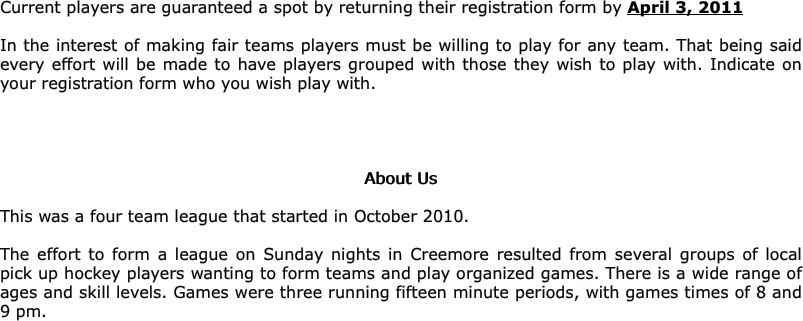 Current players are guaranteed a spot by returning their registration form by April 3, 2011
In the interest of making fair teams players must be willing to play for any team. That being said
every effort will be made to have players grouped with those they wish to play with. Indicate on
your registration form who you wish play with.
About Us
This was a four team league that started in October 2010.
The effort to form a league on Sunday nights in Creemore resulted from several groups of local
pick up hockey players wanting to form teams and play organized games. There is a wide range of
ages and skill levels. Games were three running fifteen minute periods, with games times of 8 and
9 pm.